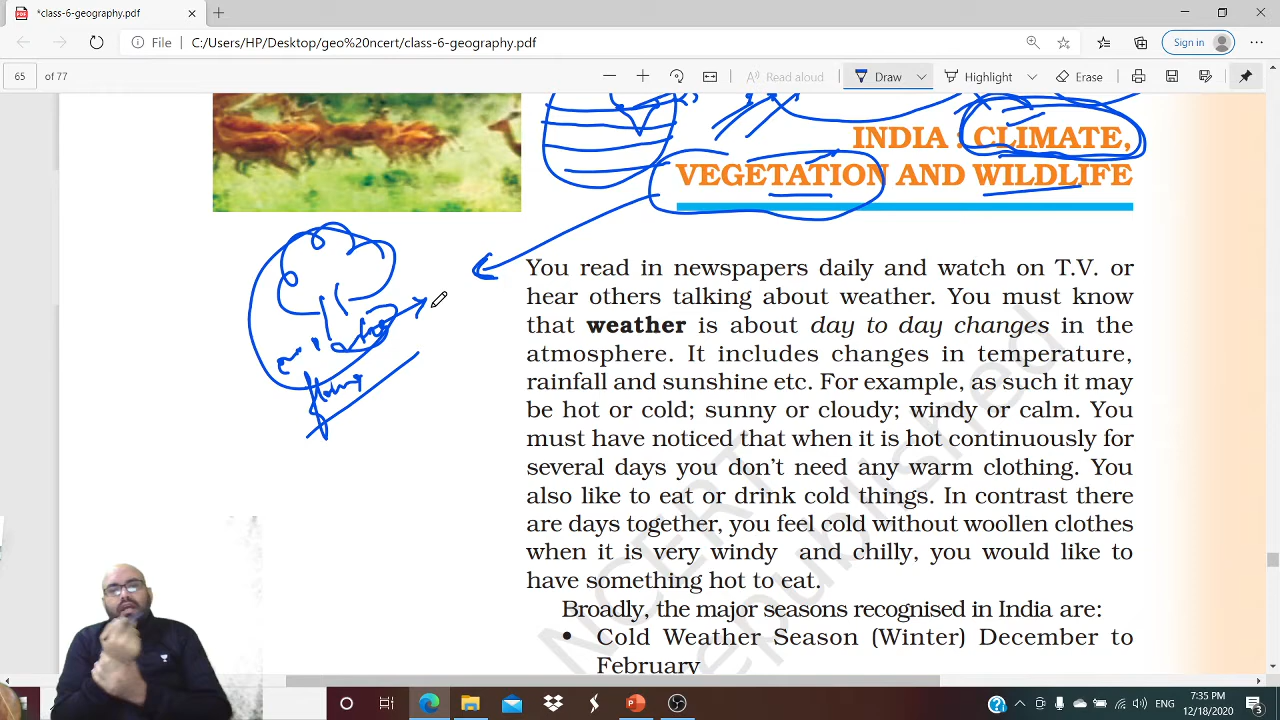 *class-6-geography.pdf
File
C:/Users/HP/Desktop/geo%20ncert/class-6-geography.pdf
Sign in
65 of 77
Read aloud
Draw
Highlight
Erase
INDIA : CLIMATE,
VEGETATION AND WILDLIFE
You read in newspapers daily and watch on T.V. or
hear others talking about weather. You must know
that weather is about day to day changes in the
atmosphere. It includes changes in temperature,
rainfall and sunshine etc. For example, as such it may
be hot or cold; sunny or cloudy; windy or calm. You
must have noticed that when it is hot continuously for
several days you don't need any warm clothing. You
also like to eat or drink cold things. In contrast there
are days together, you feel cold without woollen clothes
when it is very windy and chilly, you would like to
have something hot to eat.
Broadly, the major seasons recognised in India are:
• Cold Weather Season (Winter) December to
February
NCERT
republished
ENG
7:35 PM
12/18/2020
3